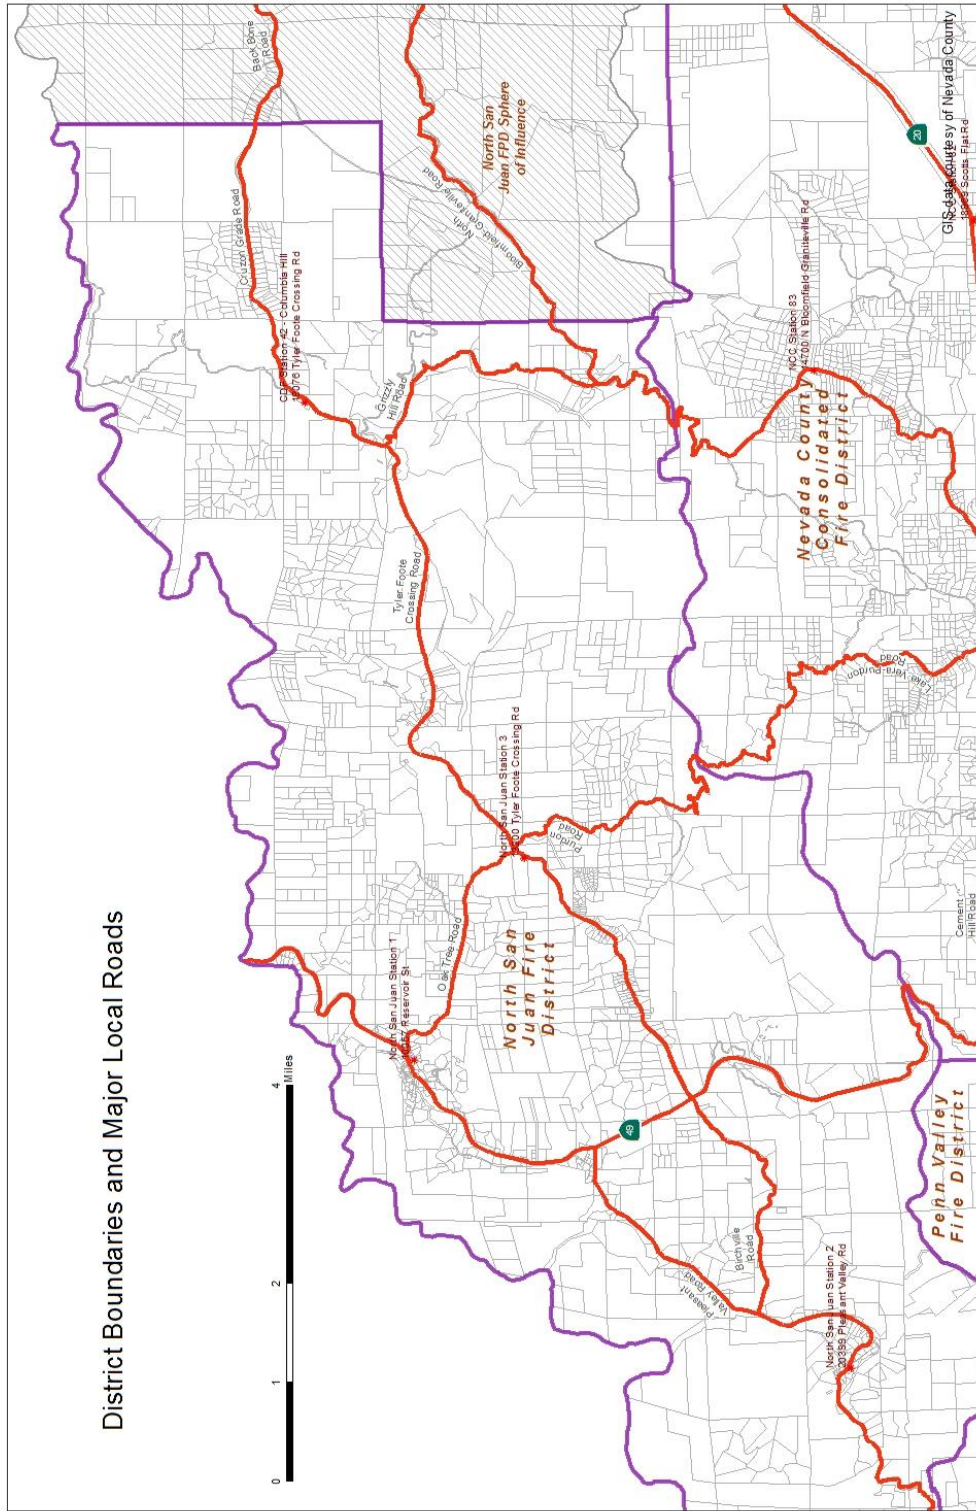 District Boundaries and Major Local Roads
0
1
2
4
Miles
Back Bone
Road
Cruzon Grade Road
North San
Juan FPD Sphere
of Influence
North
Bloomfield-Graniteville Road
CDF Station 42 - Columbia Hill
Tyler Foote Crossing Rd
Grizzly
Hill Road
Tyler Foote
Crossing Road
North San Juan Station 3
Tyler Foote Crossing Rd
Purdon
Road
Oak Tree Road
North San Juan Station 1
Reservoir St
North San
Juan Fire
District
49
Pleasant
Valley Road
Birchville
Road
North San Juan Station 2
20399 Pleasant Valley Rd
Penn Valley
Fire District
Cement
Hill Road
Lake Vera-Purdon
Road
Nevada County
Consolidated
Fire District
NCC Station 83
14700 N Bloomfield Graniteville Rd
20
Scotts Flat Rd
GIS data courtesy of Nevada County